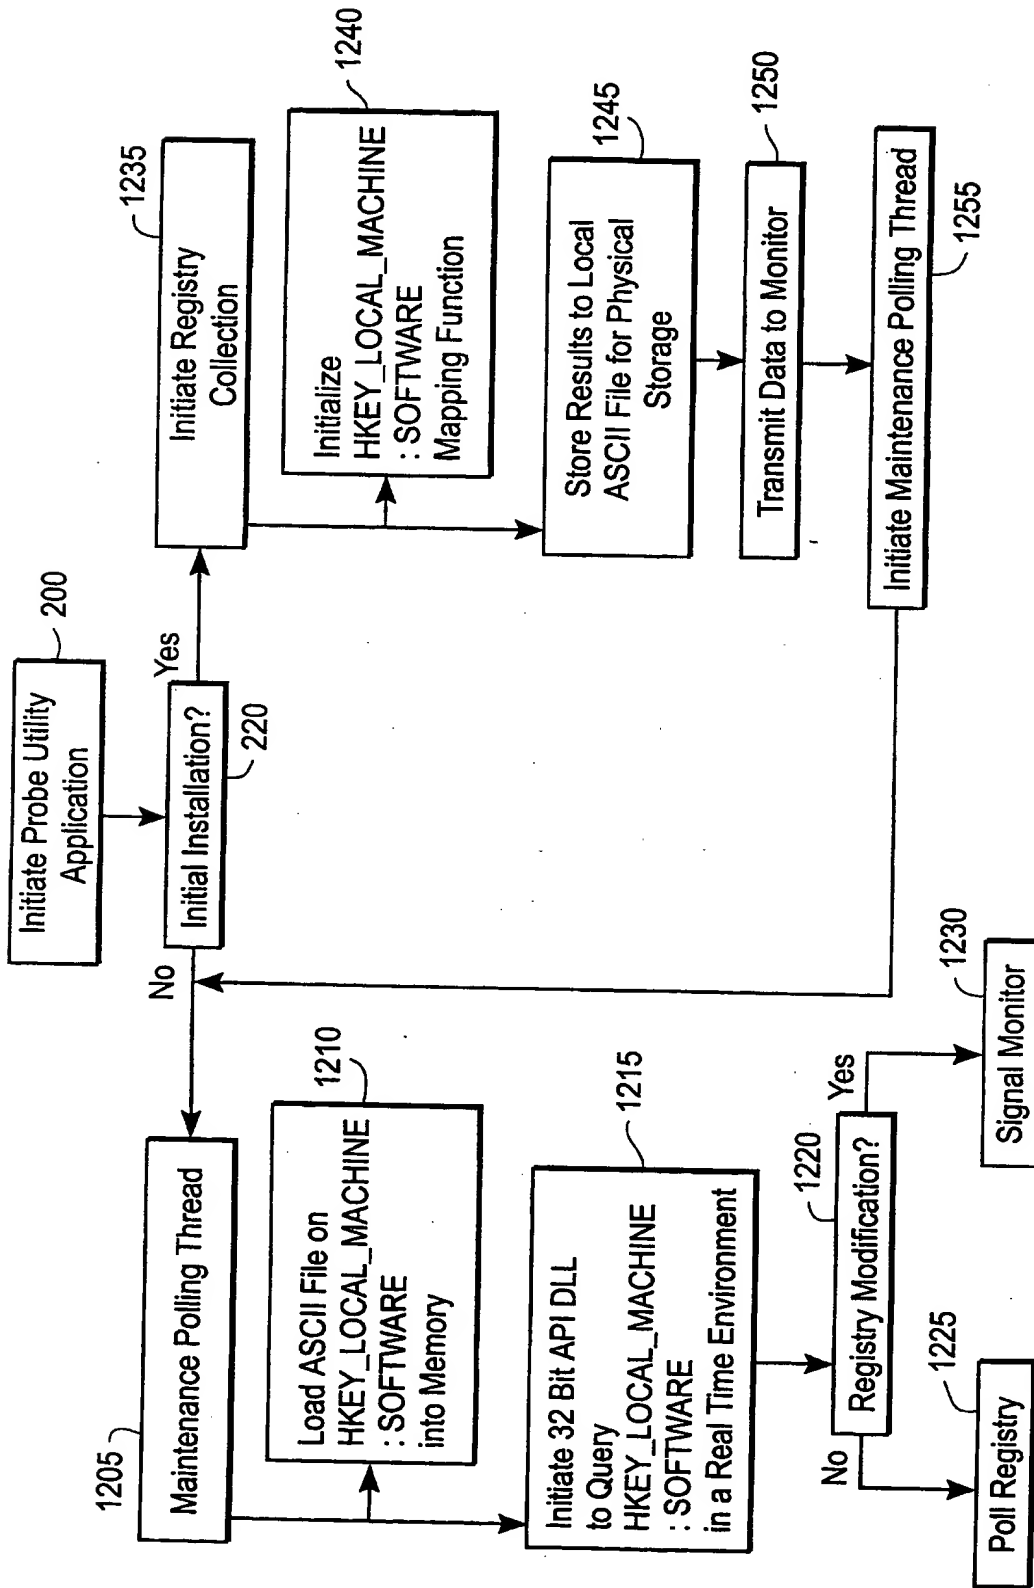 Initiate Probe Utility
Application
200
Initial Installation?
220
No
Yes
Maintenance Polling Thread
1205
Load ASCII File on
HKEY_LOCAL_MACHINE
: SOFTWARE
into Memory
1210
Initiate 32 Bit API DLL
to Query
HKEY_LOCAL_MACHINE
: SOFTWARE
in a Real Time Environment
1215
Registry Modification?
1220
No
Yes
Poll Registry
1225
Signal Monitor
1230
Initiate Registry
Collection
1235
Initialize
HKEY_LOCAL_MACHINE
: SOFTWARE
Mapping Function
1240
Store Results to Local
ASCII File for Physical
Storage
1245
Transmit Data to Monitor
1250
Initiate Maintenance Polling Thread
1255